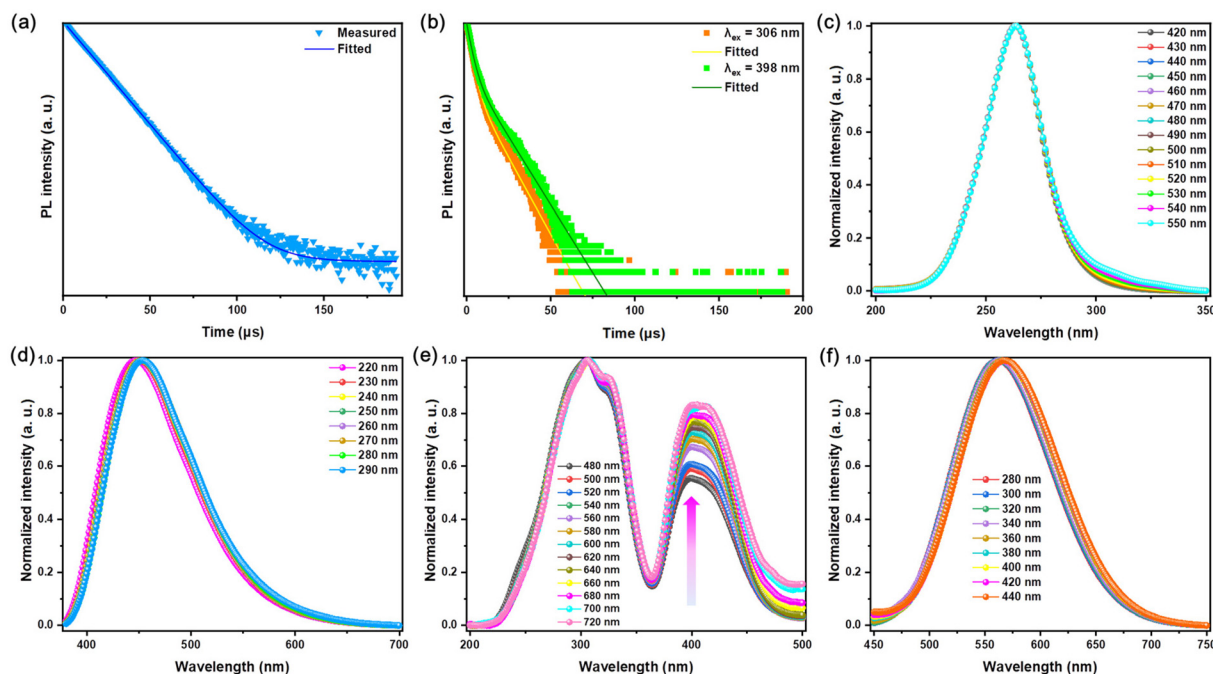 (a)
Measured
Fitted
PL intensity (a. u.)
0
50
100
150
Time (µs)
(b)
λex = 306 nm
Fitted
λex = 398 nm
Fitted
PL intensity (a. u.)
0
50
100
150
200
Time (µs)
(c)
420 nm
430 nm
440 nm
450 nm
460 nm
470 nm
480 nm
490 nm
500 nm
510 nm
520 nm
530 nm
540 nm
550 nm
Normalized intensity (a. u.)
1.0
0.8
0.6
0.4
0.2
0.0
200
250
300
350
Wavelength (nm)
(d)
220 nm
230 nm
240 nm
250 nm
260 nm
270 nm
280 nm
290 nm
Normalized intensity (a. u.)
1.0
0.8
0.6
0.4
0.2
0.0
400
500
600
700
Wavelength (nm)
(e)
480 nm
500 nm
520 nm
540 nm
560 nm
580 nm
600 nm
620 nm
640 nm
660 nm
680 nm
700 nm
720 nm
Normalized intensity (a. u.)
1.0
0.8
0.6
0.4
0.2
0.0
200
300
400
500
Wavelength (nm)
(f)
280 nm
300 nm
320 nm
340 nm
360 nm
380 nm
400 nm
420 nm
440 nm
Normalized intensity (a. u.)
1.0
0.8
0.6
0.4
0.2
0.0
450
500
550
600
650
700
750
Wavelength (nm)